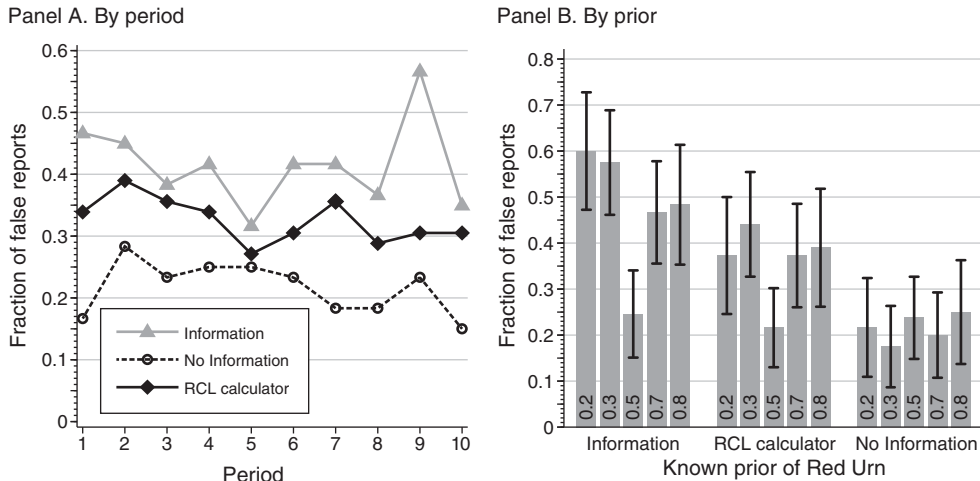 Panel A. By period
Fraction of false reports
0.6
0.5
0.4
0.3
0.2
0.1
0
Information
No Information
RCL calculator
1 2 3 4 5 6 7 8 9 10
Period
Panel B. By prior
Fraction of false reports
0.8
0.7
0.6
0.5
0.4
0.3
0.2
0.1
0
0.2 0.3 0.5 0.7 0.8 0.2 0.3 0.5 0.7 0.8 0.2 0.3 0.5 0.7 0.8
Information RCL calculator No Information
Known prior of Red Urn